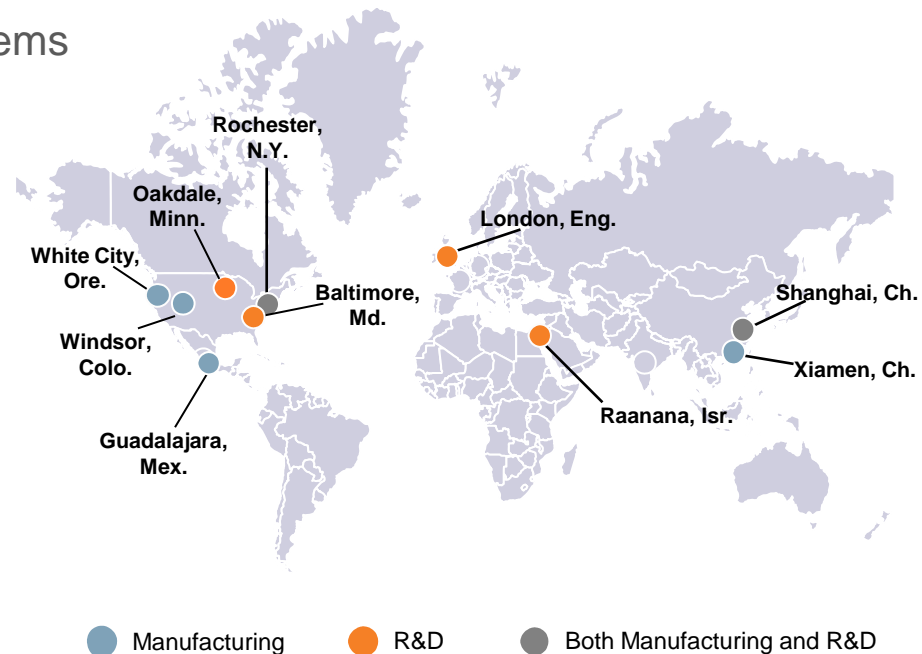 ems
Rochester,
N.Y.
Oakdale,
Minn.
London, Eng.
White City,
Ore.
Baltimore,
Md.
Shanghai, Ch.
Windsor,
Colo.
Xiamen, Ch.
Raanana, Isr.
Guadalajara,
Mex.
Manufacturing
R&D
Both Manufacturing and R&D